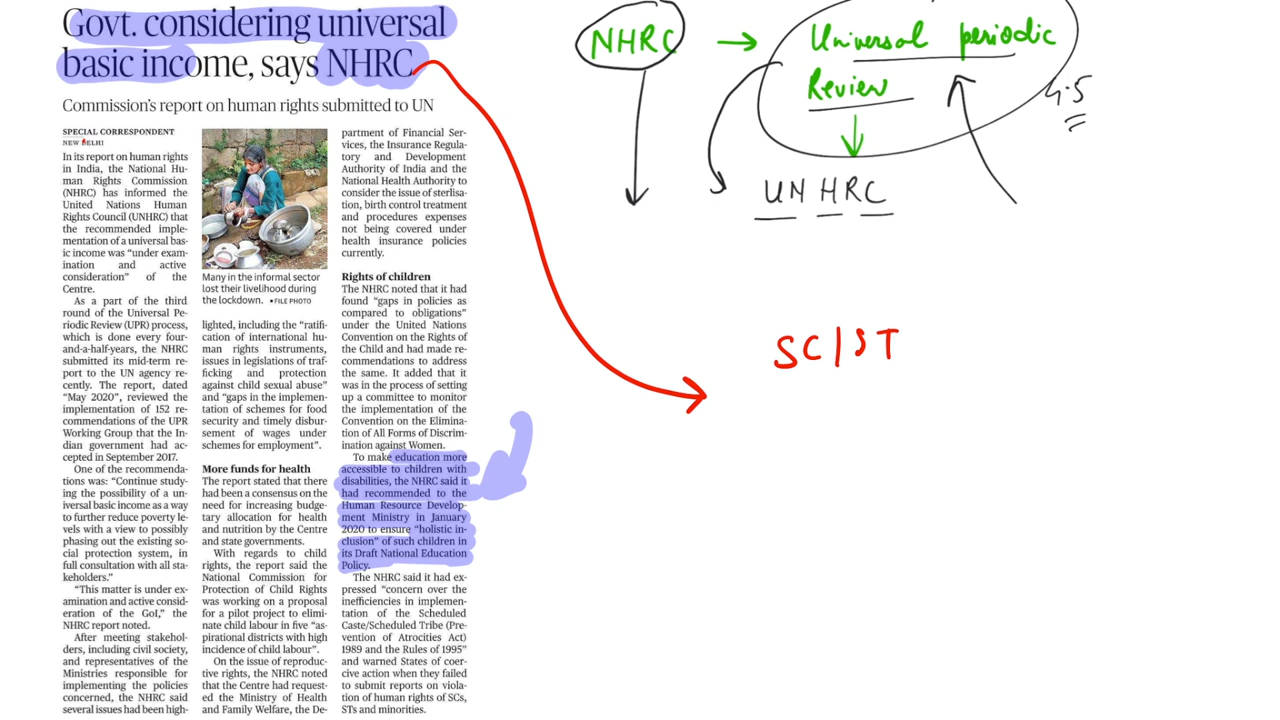 Govt. considering universal
basic income, says NHRC
Commission's report on human rights submitted to UN
SPECIAL CORRESPONDENT
NEW DELHI
In its report on human rights
in India, the National Hu-
man Rights Commission
(NHRC) has informed the
United Nations Human
Rights Council (UNHRC) that
the recommended imple-
mentation of a universal bas-
ic income was "under exam-
ination and active
consideration" of the
Centre.
As a part of the third
round of the Universal Pe-
riodic Review (UPR) process,
which is done every four-
and-a-half-years, the NHRC
submitted its mid-term re-
port to the UN agency re-
cently. The report, dated
"May 2020", reviewed the
implementation of 152 re-
commendations of the UPR
Working Group that the In-
dian government had ac-
cepted in September 2017.
One of the recommenda-
tions was: "Continue study-
ing the possibility of a un-
iversal basic income as a way
to further reduce poverty le-
vels with a view to possibly
phasing out the existing so-
cial protection system, in
full consultation with all sta-
keholders."
"This matter is under ex-
amination and active consid-
eration of the GoI," the
NHRC report noted.
After meeting stakehol-
ders, including civil society,
and representatives of the
Ministries responsible for
implementing the policies
concerned, the NHRC said
several issues had been high-
Many in the informal sector
lost their livelihood during
the lockdown. ▪FILE PHOTO
lighted, including the "ratifi-
cation of international hu-
man rights instruments,
issues in legislations of traf-
ficking and protection
against child sexual abuse"
and "gaps in the implemen-
tation of schemes for food
security and timely disbur-
sement of wages under
schemes for employment".
More funds for health
The report stated that there
had been a consensus on the
need for increasing budge-
tary allocation for health
and nutrition by the Centre
and state governments.
With regards to child
rights, the report said the
National Commission for
Protection of Child Rights
was working on a proposal
for a pilot project to elimi-
nate child labour in five "as-
pirational districts with high
incidence of child labour".
On the issue of reproduc-
tive rights, the NHRC noted
that the Centre had request-
ed the Ministry of Health
and Family Welfare, the De-
partment of Financial Ser-
vices, the Insurance Regula-
tory and Development
Authority of India and the
National Health Authority to
consider the issue of sterlisa-
tion, birth control treatment
and procedures expenses
not being covered under
health insurance policies
currently.
Rights of children
The NHRC noted that it had
found "gaps in policies as
compared to obligations"
under the United Nations
Convention on the Rights of
the Child and had made re-
commendations to address
the same. It added that it
was in the process of setting
up a committee to monitor
the implementation of the
Convention on the Elimina-
tion of All Forms of Discrim-
ination against Women.
To make education more
accessible to children with
disabilities, the NHRC said it
had recommended to the
Human Resource Develop-
ment Ministry in January
2020 to ensure "holistic in-
clusion" of such children in
its Draft National Education
Policy.
The NHRC said it had ex-
pressed "concern over the
inefficiencies in implemen-
tation of the Scheduled
Caste/Scheduled Tribe (Pre-
vention of Atrocities Act)
1989 and the Rules of 1995"
and warned States of coer-
cive action when they failed
to submit reports on viola-
tion of human rights of SCs,
STs and minorities.
NHRC → Universal periodic
Review
4.5
UNHRC
SC/ST